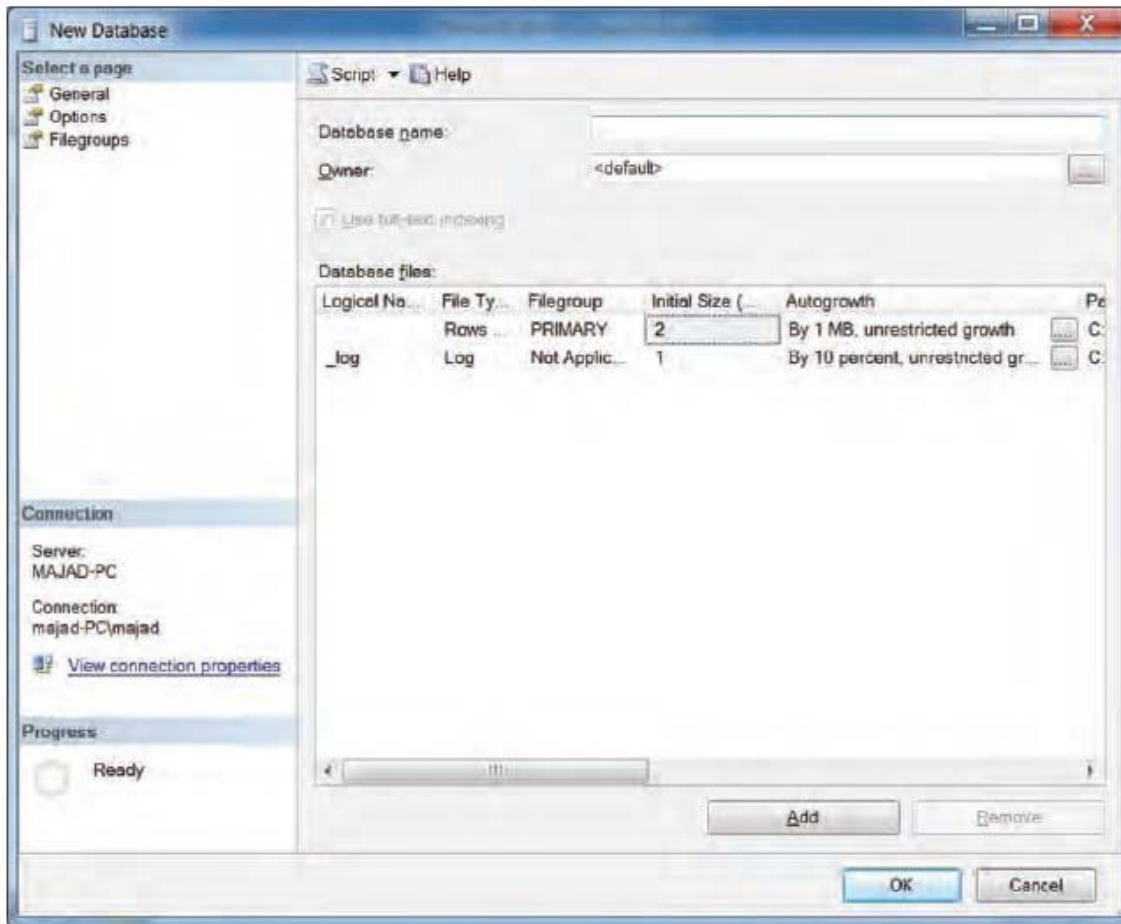 New Database
Select a page
General
Options
Filegroups
Script Help
Database name:
Owner: <default> ...
Use full-text indexing
Database files:
Logical Na... File Ty... Filegroup Initial Size (... Autogrowth Pa
Rows ... PRIMARY 2 By 1 MB, unrestricted growth ... C:
_log Log Not Applic... 1 By 10 percent, unrestricted gr... ... C:
Connection
Server:
MAJAD-PC
Connection:
majad-PC\majad
View connection properties
Progress
Ready
Add Remove
OK Cancel